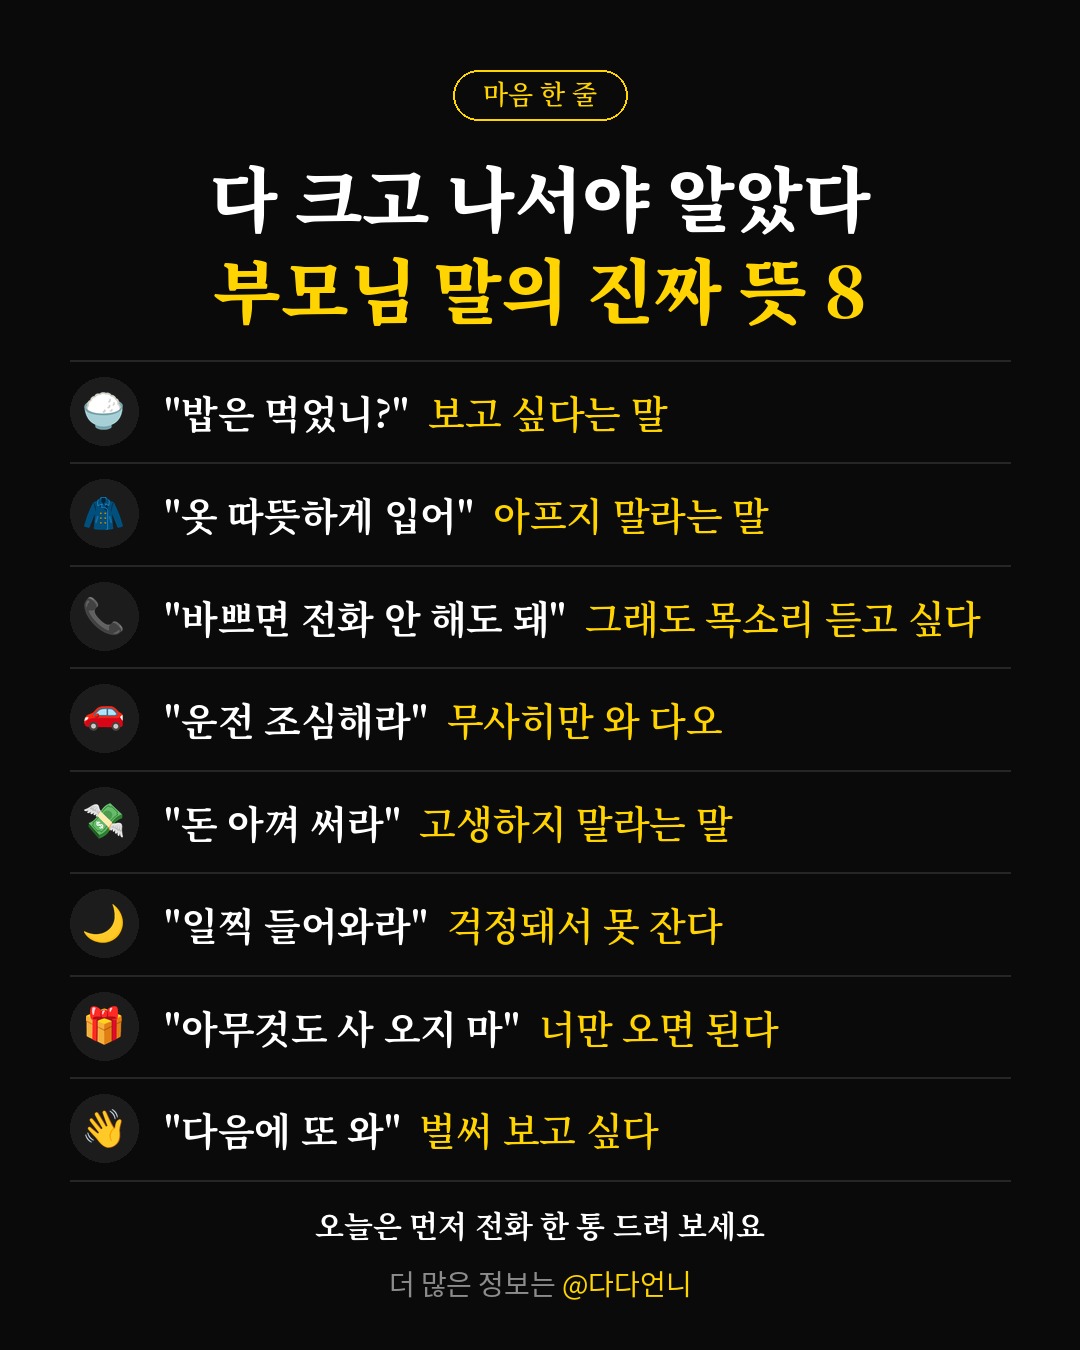 마음 한 줄
다 크고 나서야 알았다
부모님 말의 진짜 뜻 8
"밥은 먹었니?" 보고 싶다는 말
"옷 따뜻하게 입어" 아프지 말라는 말
"바쁘면 전화 안 해도 돼" 그래도 목소리 듣고 싶다
"운전 조심해라" 무사히만 와 다오
"돈 아껴 써라" 고생하지 말라는 말
"일찍 들어와라" 걱정돼서 못 잔다
"아무것도 사 오지 마" 너만 오면 된다
"다음에 또 와" 벌써 보고 싶다
오늘은 먼저 전화 한 통 드려 보세요
더 많은 정보는 @다다언니